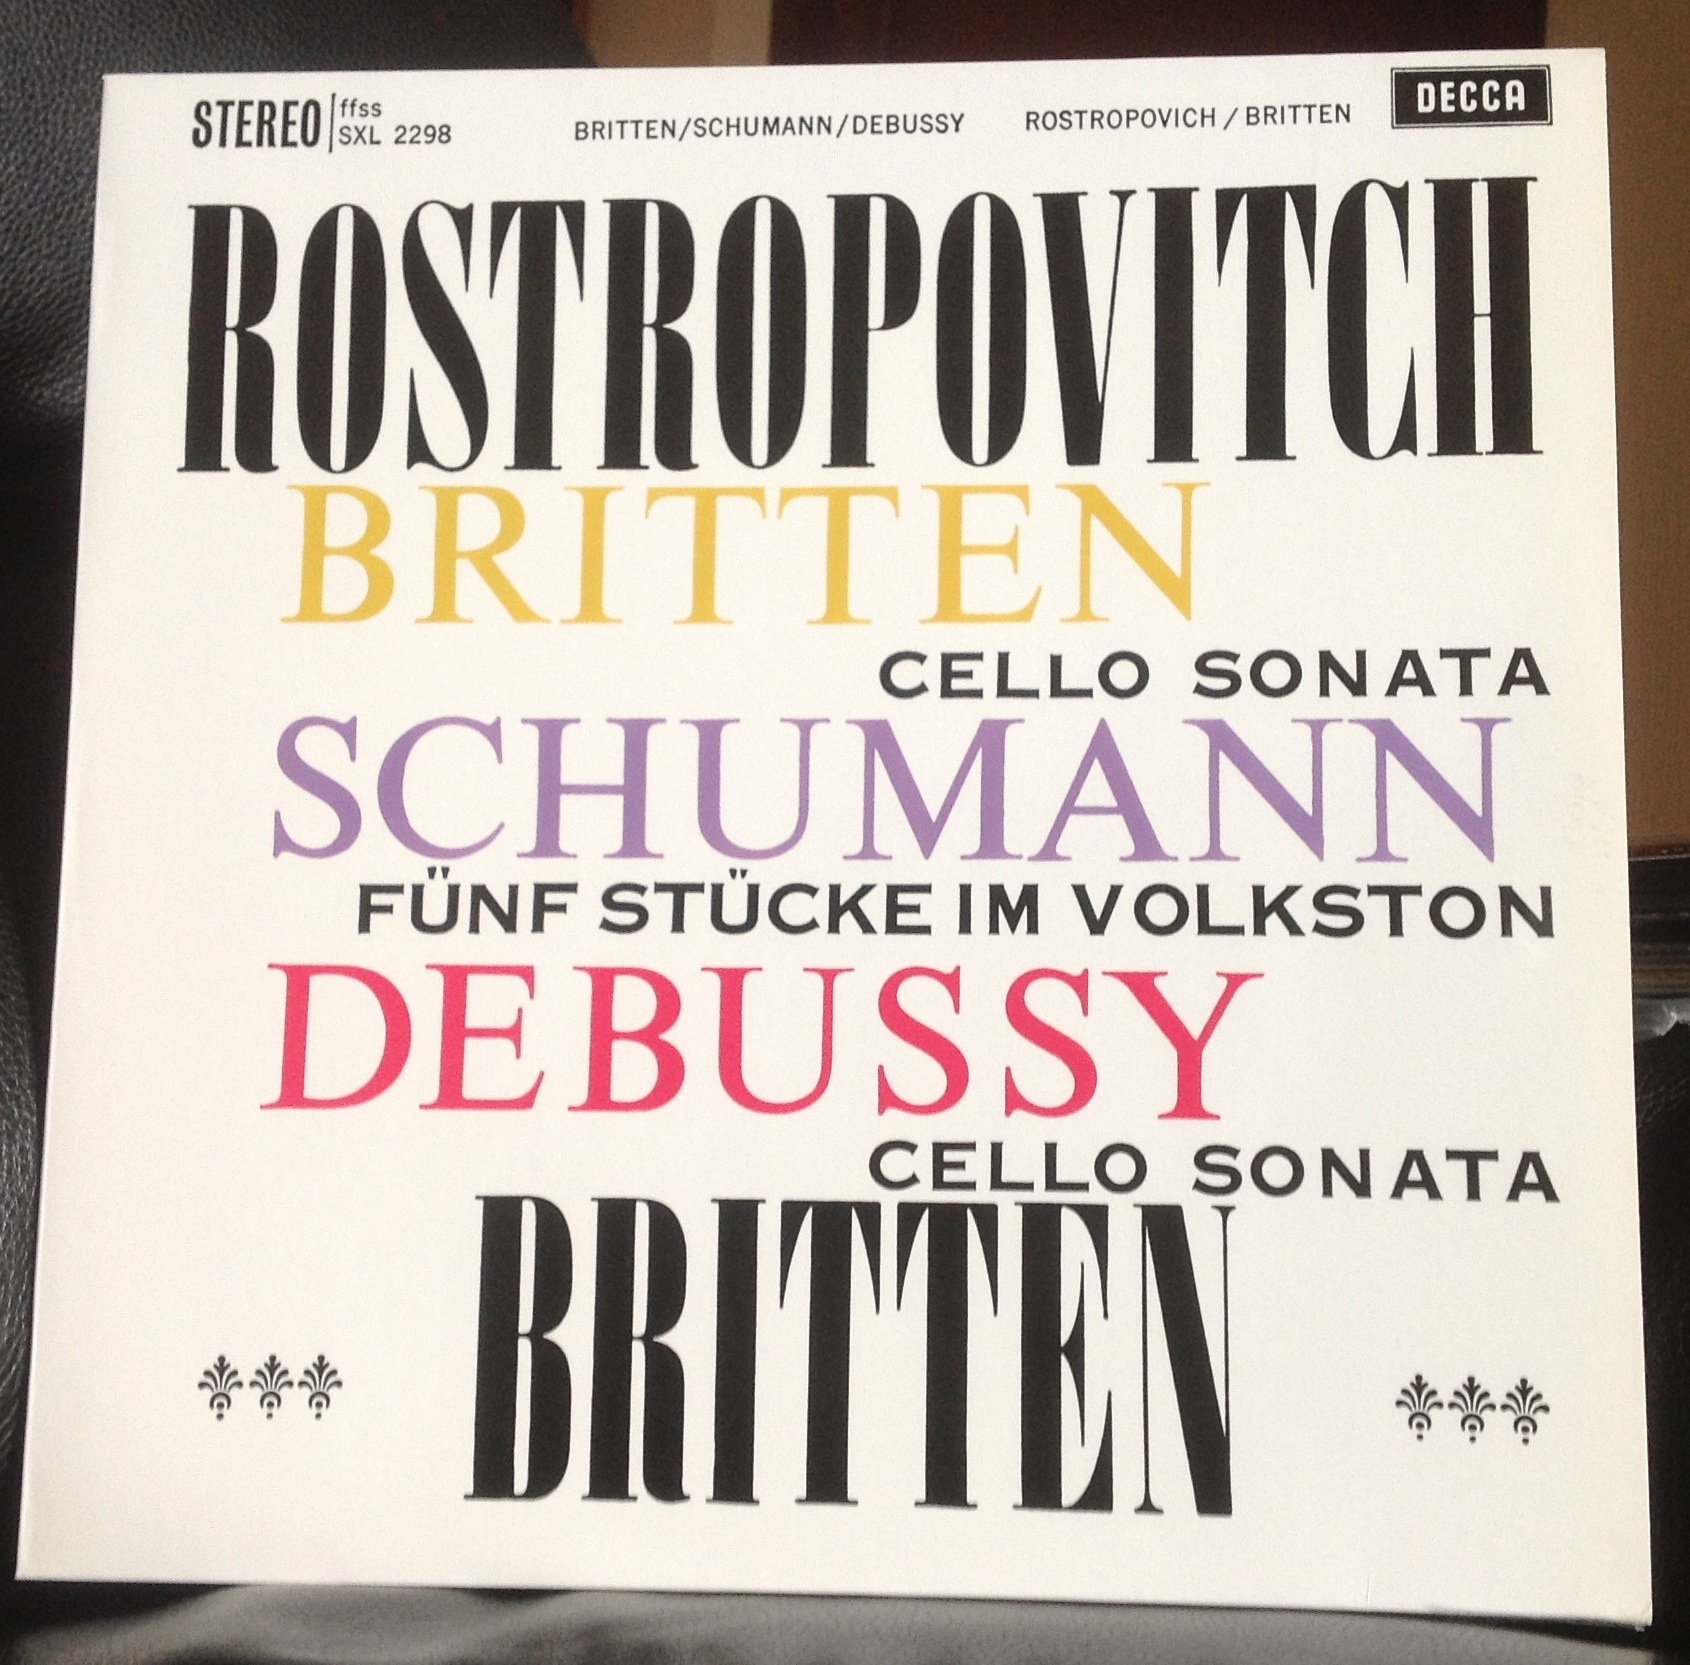 STEREO ffss
SXL 2298
BRITTEN/SCHUMANN/DEBUSSY ROSTROPOVICH / BRITTEN
DECCA
ROSTROPOVITCH
BRITTEN
CELLO SONATA
SCHUMANN
FÜNF STÜCKE IM VOLKSTON
DEBUSSY
CELLO SONATA
BRITTEN